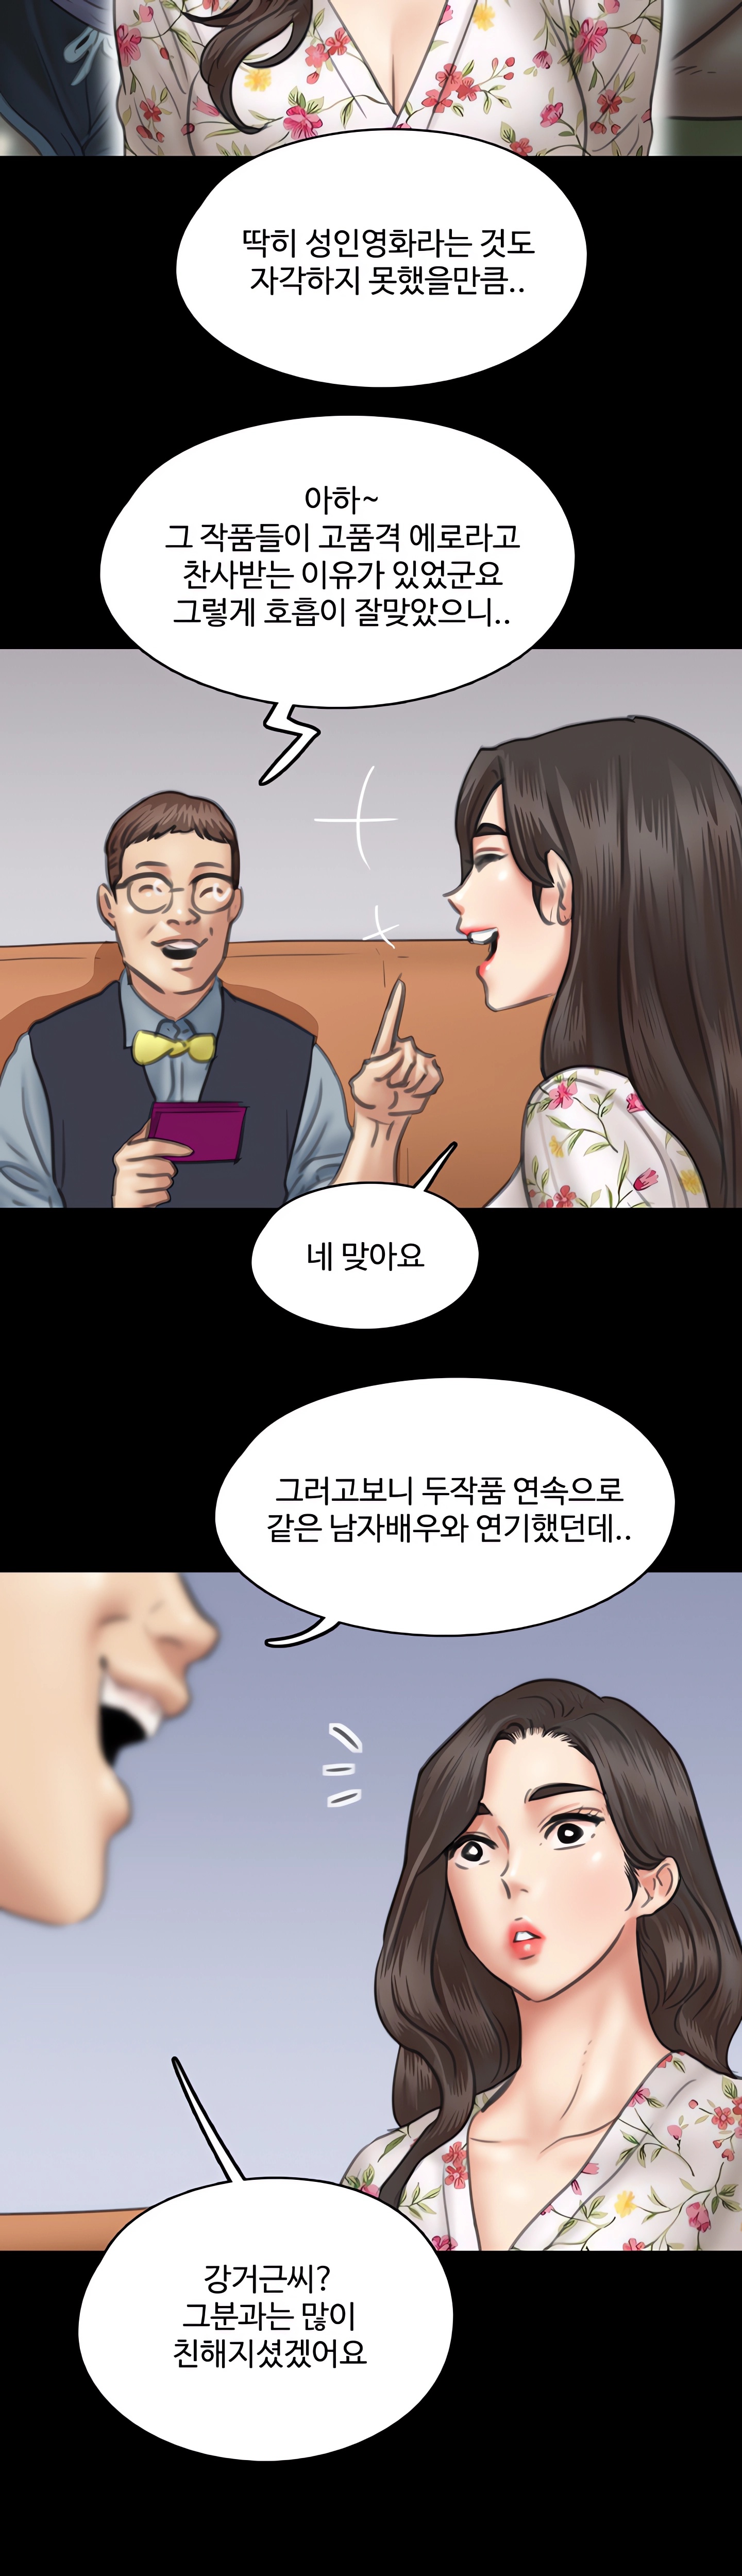 딱히 성인영화라는 것도
자각하지 못했을만큼..
아하~
그 작품들이 고품격 에로라고
찬사받는 이유가 있었군요
그렇게 호흡이 잘맞았으니..
네 맞아요
그러고보니 두작품 연속으로
같은 남자배우와 연기했던데..
강거근씨?
그분과는 많이
친해지셨겠어요